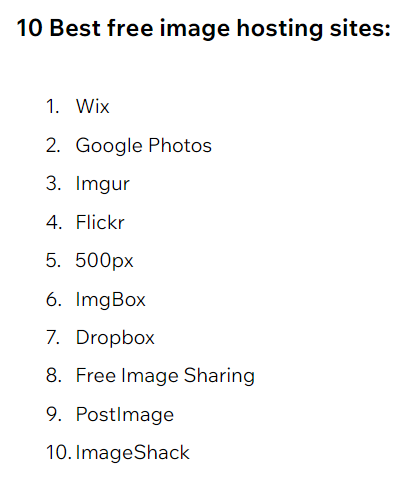 10 Best free image hosting sites:
1. Wix
2. Google Photos
3. Imgur
4. Flickr
5. 500px
6. ImgBox
7. Dropbox
8. Free Image Sharing
9. PostImage
10. ImageShack